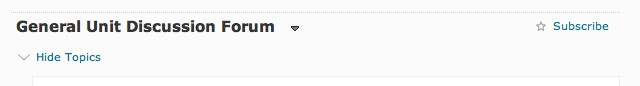 General Unit Discussion Forum
Subscribe
Hide Topics